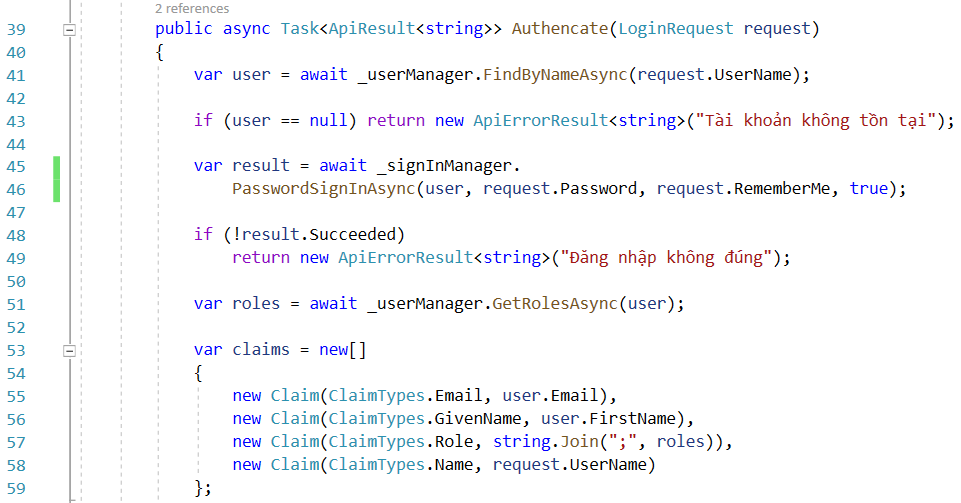 2 references
39 public async Task<ApiResult<string>> Authencate(LoginRequest request)
40 {
41 var user = await _userManager.FindByNameAsync(request.UserName);
42
43 if (user == null) return new ApiErrorResult<string>("Tài khoản không tồn tại");
44
45 var result = await _signInManager.
46 PasswordSignInAsync(user, request.Password, request.RememberMe, true);
47
48 if (!result.Succeeded)
49 return new ApiErrorResult<string>("Đăng nhập không đúng");
50
51 var roles = await _userManager.GetRolesAsync(user);
52
53 var claims = new[]
54 {
55 new Claim(ClaimTypes.Email, user.Email),
56 new Claim(ClaimTypes.GivenName, user.FirstName),
57 new Claim(ClaimTypes.Role, string.Join(";", roles)),
58 new Claim(ClaimTypes.Name, request.UserName)
59 };